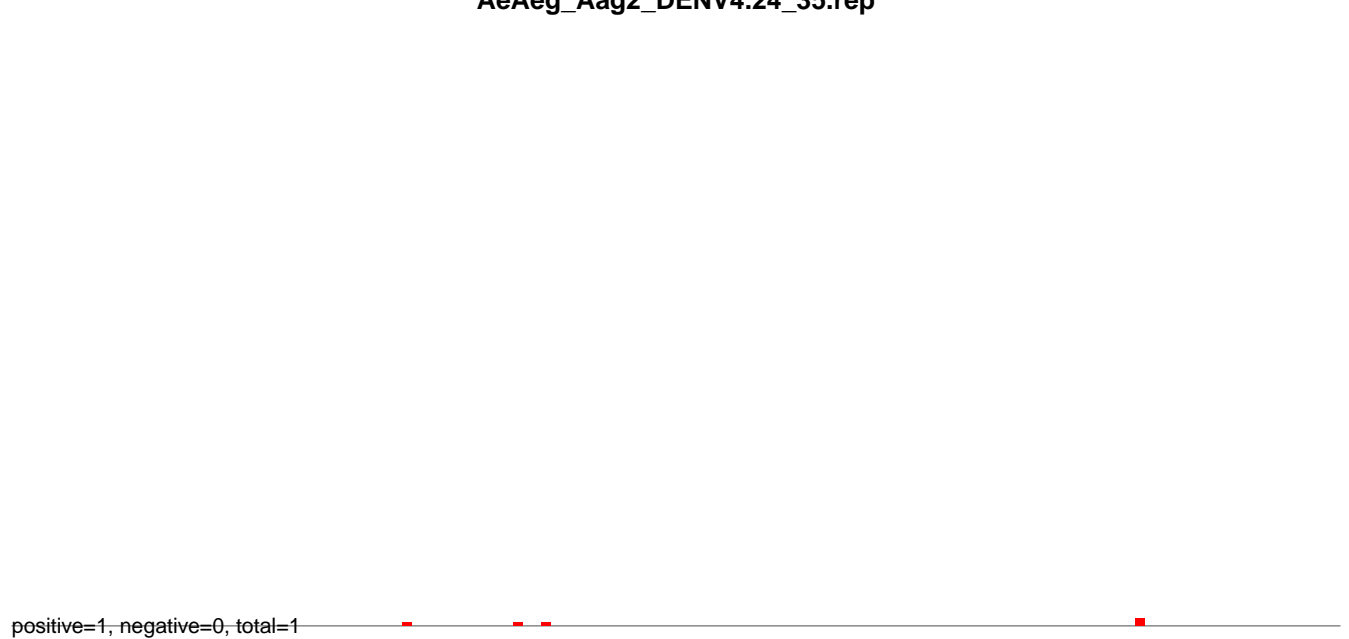 AeAeg_Aag2_DENV4.24_35.rep
positive=1, negative=0, total=1